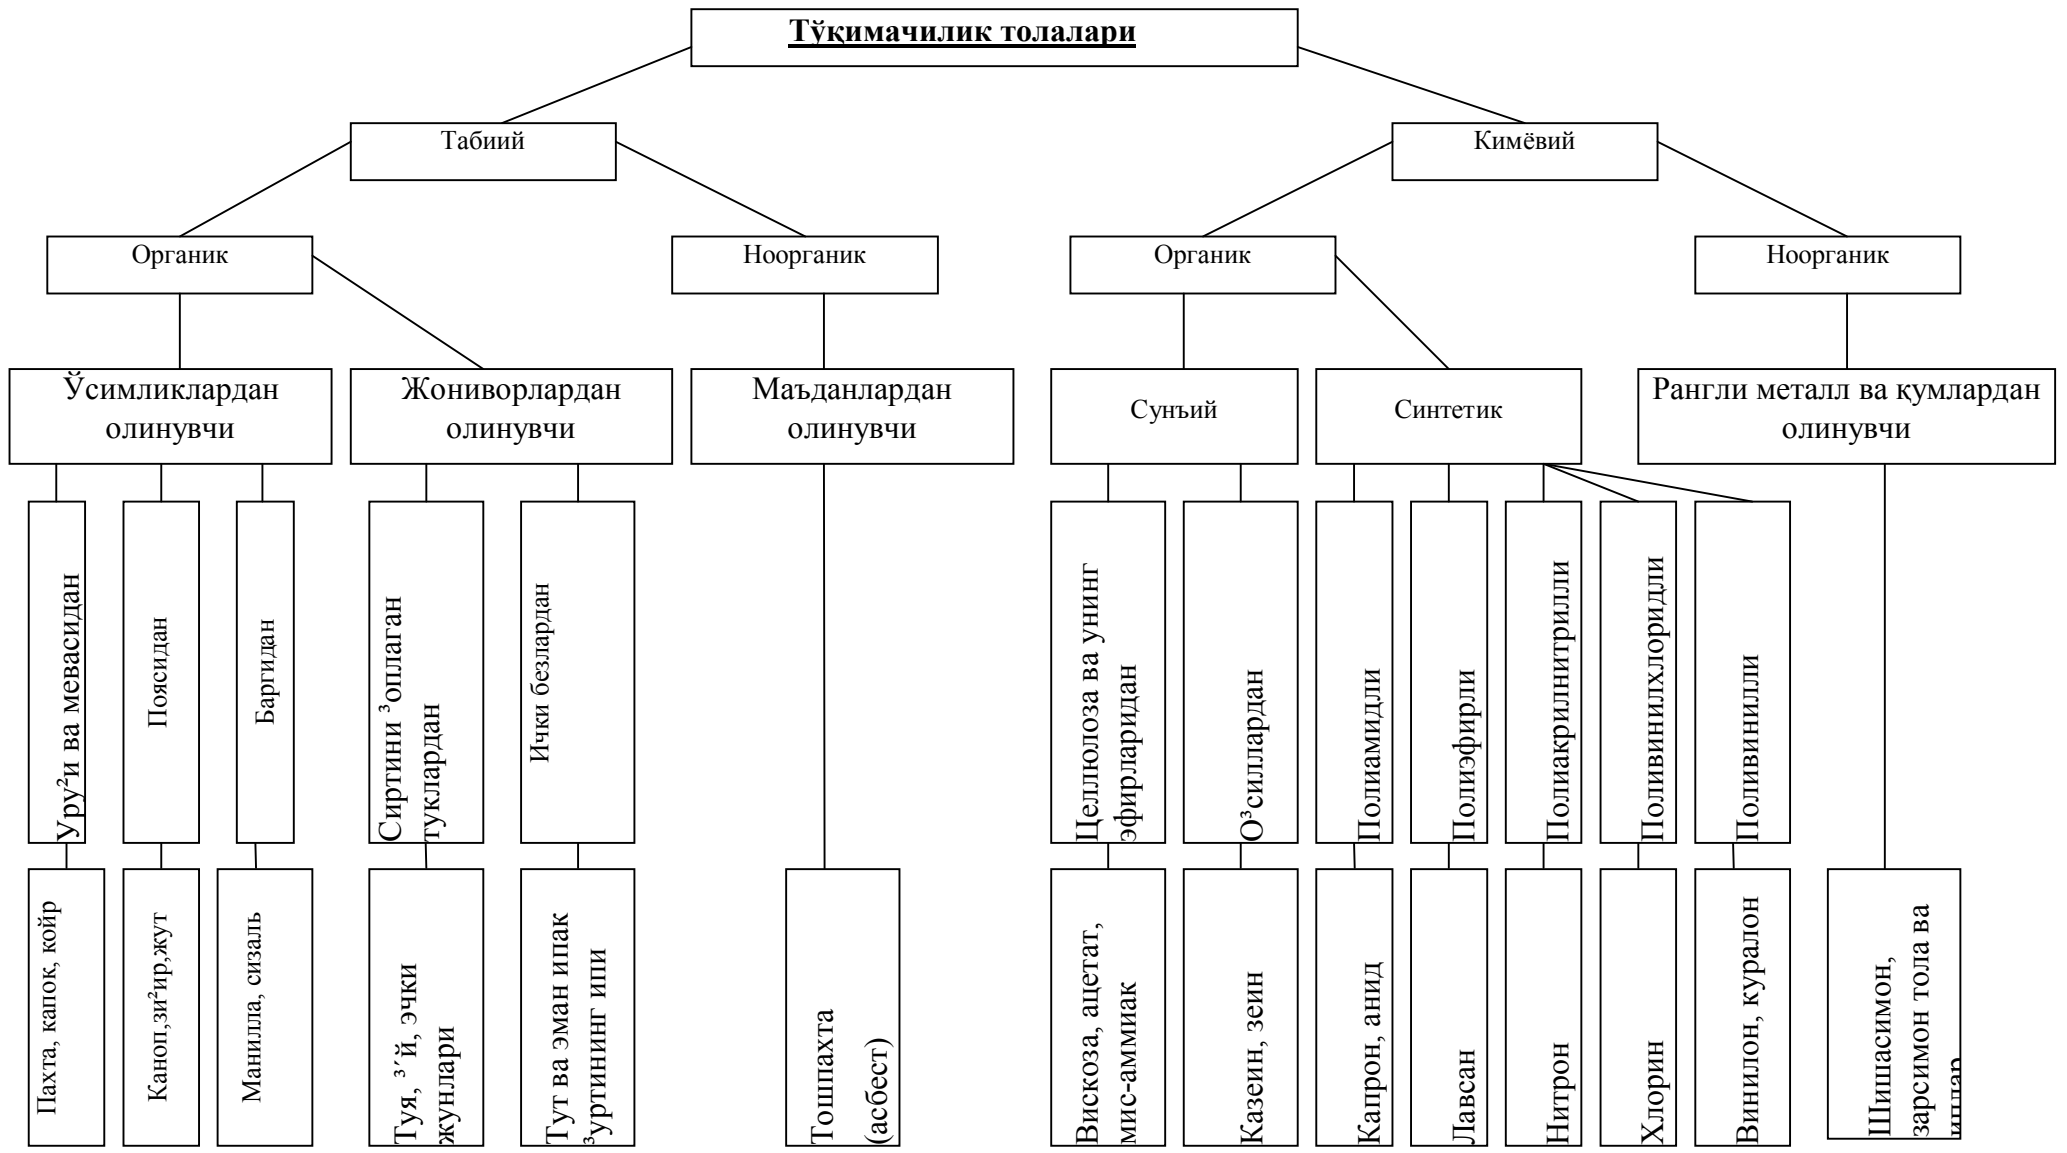 Тўқимачилик толалари
Табиий
Кимёвий
Органик
Ноорганик
Органик
Ноорганик
Ўсимликлардан
олинувчи
Жониворлардан
олинувчи
Маъданлардан
олинувчи
Сунъий
Синтетик
Рангли металл ва қумлардан
олинувчи
Уру²и ва мевасидан
Поясидан
Баргидан
Сиртини ³оплаган
туклардан
Ички безлардан
Целлюлоза ва унинг
эфирларидан
О³силлардан
Полиамидли
Полиэфирли
Полиакрилнитрилли
Поливинилхлоридли
Поливинилли
Пахта, капок, койр
Каноп,зи²ир,жут
Манилла, сизаль
Туя, ³´й, эчки
жунлари
Тут ва эман ипак
³уртининг ипи
Тошпахта
(асбест)
Вискоза, ацетат,
мис-аммиак
Казеин, зеин
Капрон, анид
Лавсан
Нитрон
Хлорин
Винилон, куралон
Шишасимон,
зарсимон тола ва